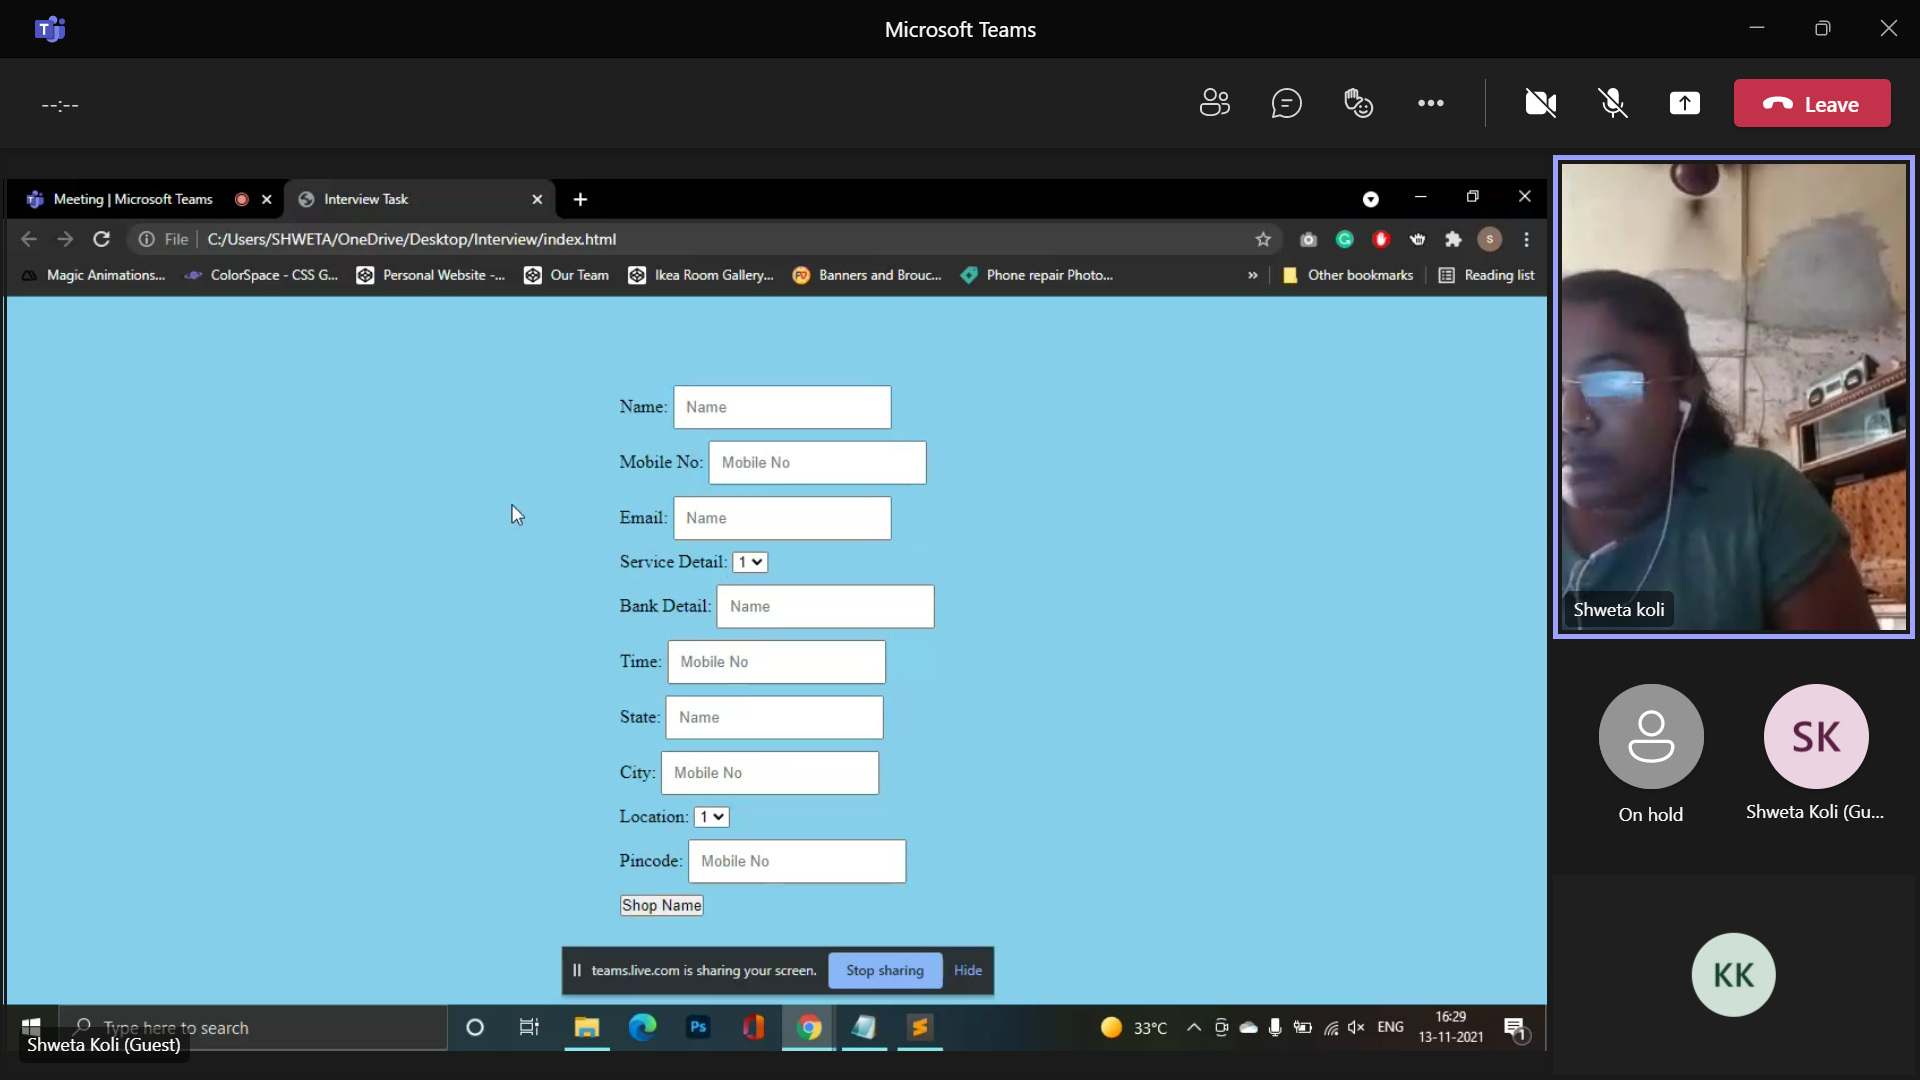 Microsoft Teams
--:--
Leave
Meeting | Microsoft Teams
Interview Task
File
C:/Users/SHWETA/OneDrive/Desktop/Interview/index.html
S
Magic Animations...
ColorSpace - CSS G...
Personal Website -...
Our Team
Ikea Room Gallery...
Banners and Brouc...
Phone repair Photo...
»
Other bookmarks
Reading list
Name: Name
Mobile No: Mobile No
Email: Name
Service Detail: 1
Bank Detail: Name
Time: Mobile No
State: Name
City: Mobile No
Location: 1
Pincode: Mobile No
Shop Name
teams.live.com is sharing your screen.
Stop sharing
Hide
Type here to search
Ps
33°C
ENG
16:29
13-11-2021
1
Shweta Koli (Guest)
Shweta koli
On hold
SK
Shweta Koli (Gu...
KK